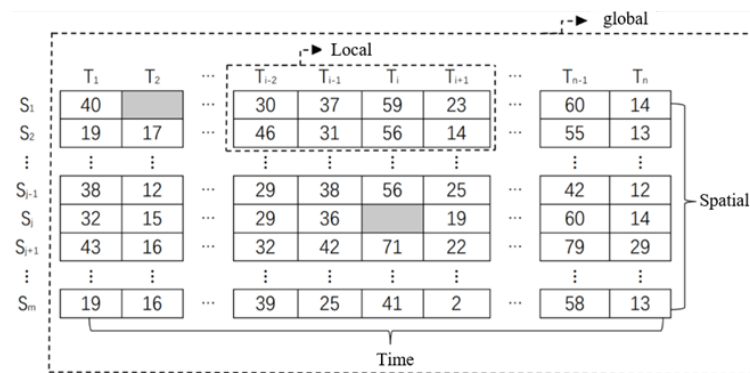 global
Local
T1 T2 ... Ti-2 Ti-1 Ti Ti+1 ... Tn-1 Tn
S1 40 ... 30 37 59 23 ... 60 14
S2 19 17 ... 46 31 56 14 ... 55 13
⋮ ⋮ ⋮ ⋮ ⋮ ⋮ ⋮ ⋮ ⋮
Sj-1 38 12 ... 29 38 56 25 ... 42 12
Sj 32 15 ... 29 36 19 ... 60 14
Spatial
Sj+1 43 16 ... 32 42 71 22 ... 79 29
⋮ ⋮ ⋮ ⋮ ⋮ ⋮ ⋮ ⋮ ⋮
Sm 19 16 ... 39 25 41 2 ... 58 13
Time